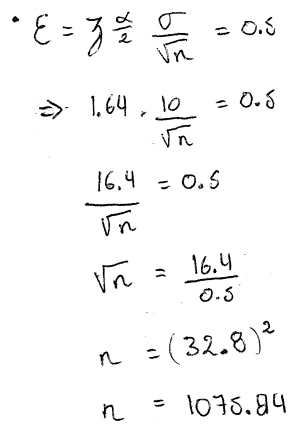 • ε = z α/2 σ/√n = 0.5
⇒ 1.64 . 10/√n = 0.5
16.4/√n = 0.5
√n = 16.4/0.5
n = (32.8)²
n = 1075.84